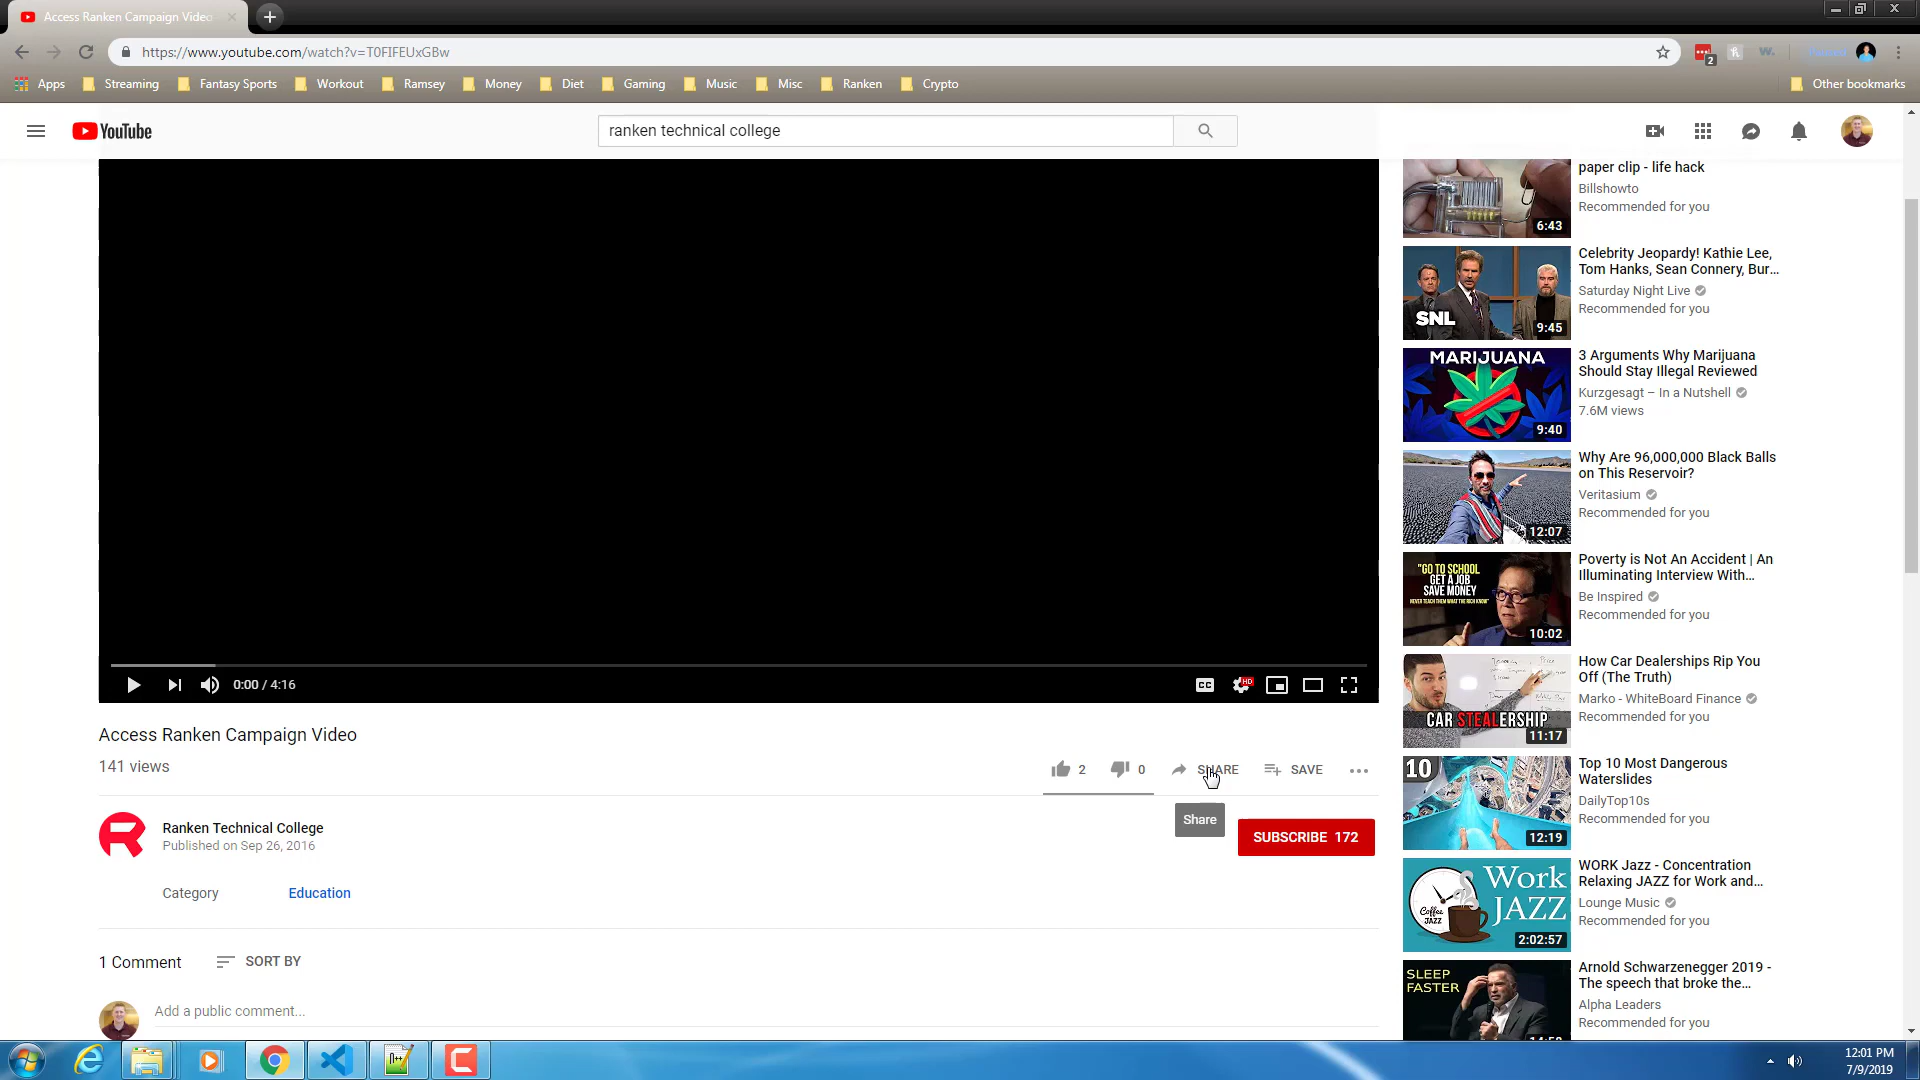 Access Ranken Campaign Video
https://www.youtube.com/watch?v=T0FIFEUxGBw
2
Apps
Streaming
Fantasy Sports
Workout
Ramsey
Money
Diet
Gaming
Music
Misc
Ranken
Crypto
Other bookmarks
YouTube
ranken technical college
0:00 / 4:16
CC
HD
Access Ranken Campaign Video
141 views
2
0
SHARE
SAVE
Share
Ranken Technical College
Published on Sep 26, 2016
SUBSCRIBE 172
Category
Education
1 Comment
SORT BY
Add a public comment...
paper clip - life hack
Billshowto
Recommended for you
6:43
Celebrity Jeopardy! Kathie Lee,
Tom Hanks, Sean Connery, Bur...
Saturday Night Live
Recommended for you
SNL
9:45
MARIJUANA
9:40
3 Arguments Why Marijuana
Should Stay Illegal Reviewed
Kurzgesagt – In a Nutshell
7.6M views
Why Are 96,000,000 Black Balls
on This Reservoir?
Veritasium
Recommended for you
12:07
"GO TO SCHOOL
GET A JOB
SAVE MONEY
NEVER TEACH THEM WHAT THE RICH KNOW"
10:02
Poverty is Not An Accident | An
Illuminating Interview With...
Be Inspired
Recommended for you
CAR STEALERSHIP
11:17
How Car Dealerships Rip You
Off (The Truth)
Marko - WhiteBoard Finance
Recommended for you
10
12:19
Top 10 Most Dangerous
Waterslides
DailyTop10s
Recommended for you
Work
JAZZ
Coffee
JAZZ
2:02:57
WORK Jazz - Concentration
Relaxing JAZZ for Work and...
Lounge Music
Recommended for you
SLEEP
FASTER
Arnold Schwarzenegger 2019 -
The speech that broke the...
Alpha Leaders
Recommended for you
12:01 PM
7/9/2019